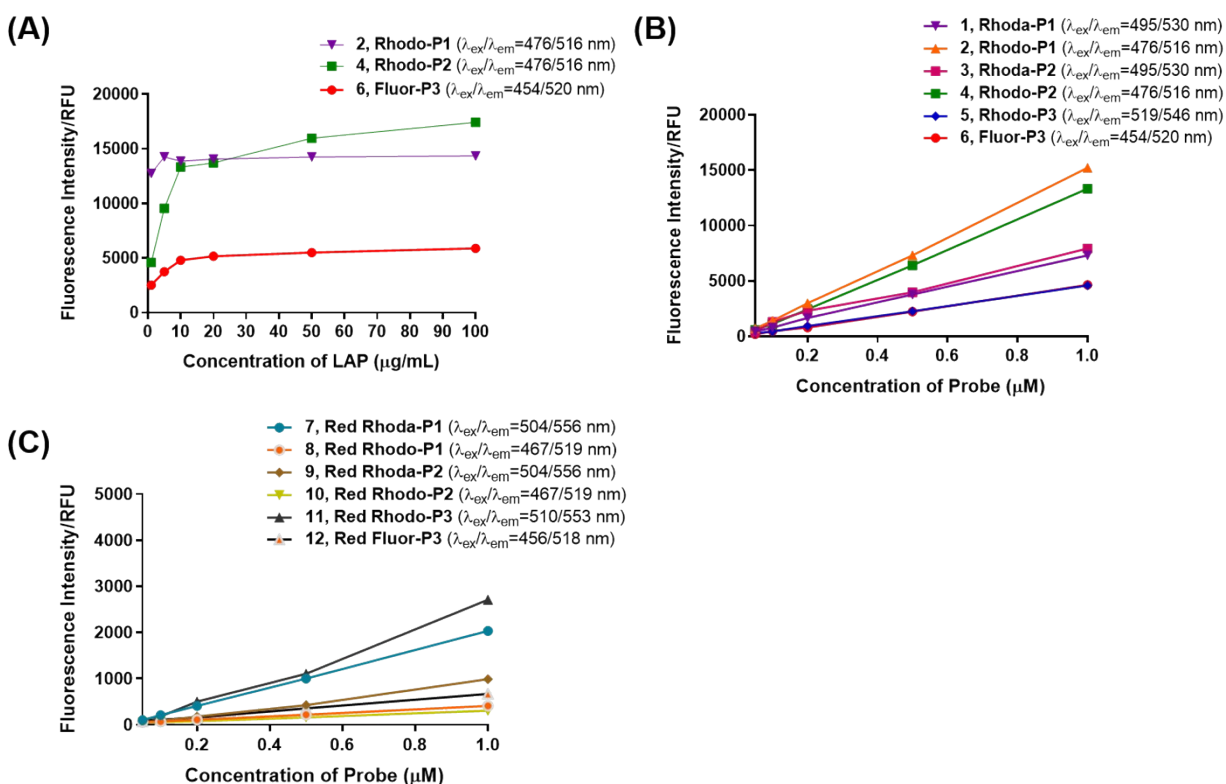 (A)
2, Rhodo-P1 (λex/λem=476/516 nm)
4, Rhodo-P2 (λex/λem=476/516 nm)
6, Fluor-P3 (λex/λem=454/520 nm)
Fluorescence Intensity/RFU
20000
15000
10000
5000
0
0 10 20 30 40 50 60 70 80 90 100
Concentration of LAP (μg/mL)
(B)
1, Rhoda-P1 (λex/λem=495/530 nm)
2, Rhodo-P1 (λex/λem=476/516 nm)
3, Rhoda-P2 (λex/λem=495/530 nm)
4, Rhodo-P2 (λex/λem=476/516 nm)
5, Rhodo-P3 (λex/λem=519/546 nm)
6, Fluor-P3 (λex/λem=454/520 nm)
Fluorescence Intensity/RFU
20000
15000
10000
5000
0
0.2 0.4 0.6 0.8 1.0
Concentration of Probe (μM)
(C)
7, Red Rhoda-P1 (λex/λem=504/556 nm)
8, Red Rhodo-P1 (λex/λem=467/519 nm)
9, Red Rhoda-P2 (λex/λem=504/556 nm)
10, Red Rhodo-P2 (λex/λem=467/519 nm)
11, Red Rhodo-P3 (λex/λem=510/553 nm)
12, Red Fluor-P3 (λex/λem=456/518 nm)
Fluorescence Intensity/RFU
5000
4000
3000
2000
1000
0
0.2 0.4 0.6 0.8 1.0
Concentration of Probe (μM)